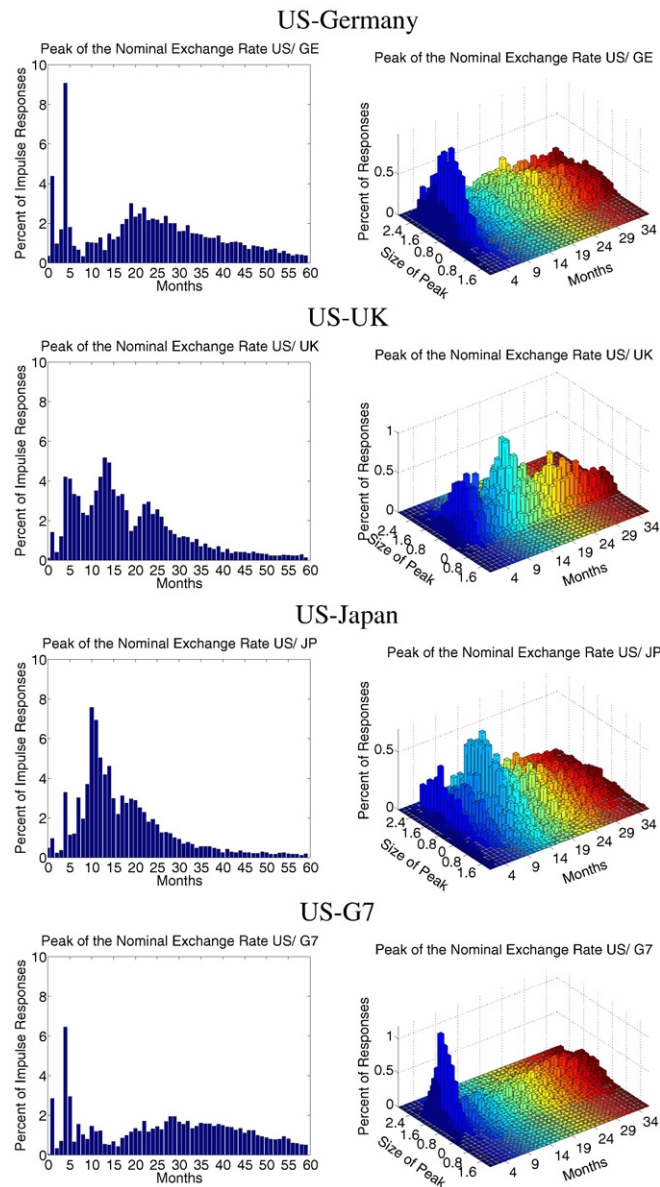 US-Germany
Peak of the Nominal Exchange Rate US/ GE
Percent of Impulse Responses
10
8
6
4
2
0
0 5 10 15 20 25 30 35 40 45 50 55 60
Months
Peak of the Nominal Exchange Rate US/ GE
Percent of Responses
0.5
0
2.4 1.6 0.8 0 0.8 1.6
Size of Peak
4 9 14 19 24 29 34
Months
US-UK
Peak of the Nominal Exchange Rate US/ UK
Percent of Impulse Responses
10
8
6
4
2
0
0 5 10 15 20 25 30 35 40 45 50 55 60
Months
Peak of the Nominal Exchange Rate US/ UK
Percent of Responses
1
0.5
0
2.4 1.6 0.8 0 0.8 1.6
Size of Peak
4 9 14 19 24 29 34
Months
US-Japan
Peak of the Nominal Exchange Rate US/ JP
Percent of Impulse Responses
10
8
6
4
2
0
0 5 10 15 20 25 30 35 40 45 50 55 60
Months
Peak of the Nominal Exchange Rate US/ JP
Percent of Responses
0.5
0
2.4 1.6 0.8 0 0.8 1.6
Size of Peak
4 9 14 19 24 29 34
Months
US-G7
Peak of the Nominal Exchange Rate US/ G7
Percent of Impulse Responses
10
8
6
4
2
0
0 5 10 15 20 25 30 35 40 45 50 55 60
Months
Peak of the Nominal Exchange Rate US/ G7
Percent of Responses
1
0.5
0
2.4 1.6 0.8 0 0.8 1.6
Size of Peak
4 9 14 19 24 29 34
Months